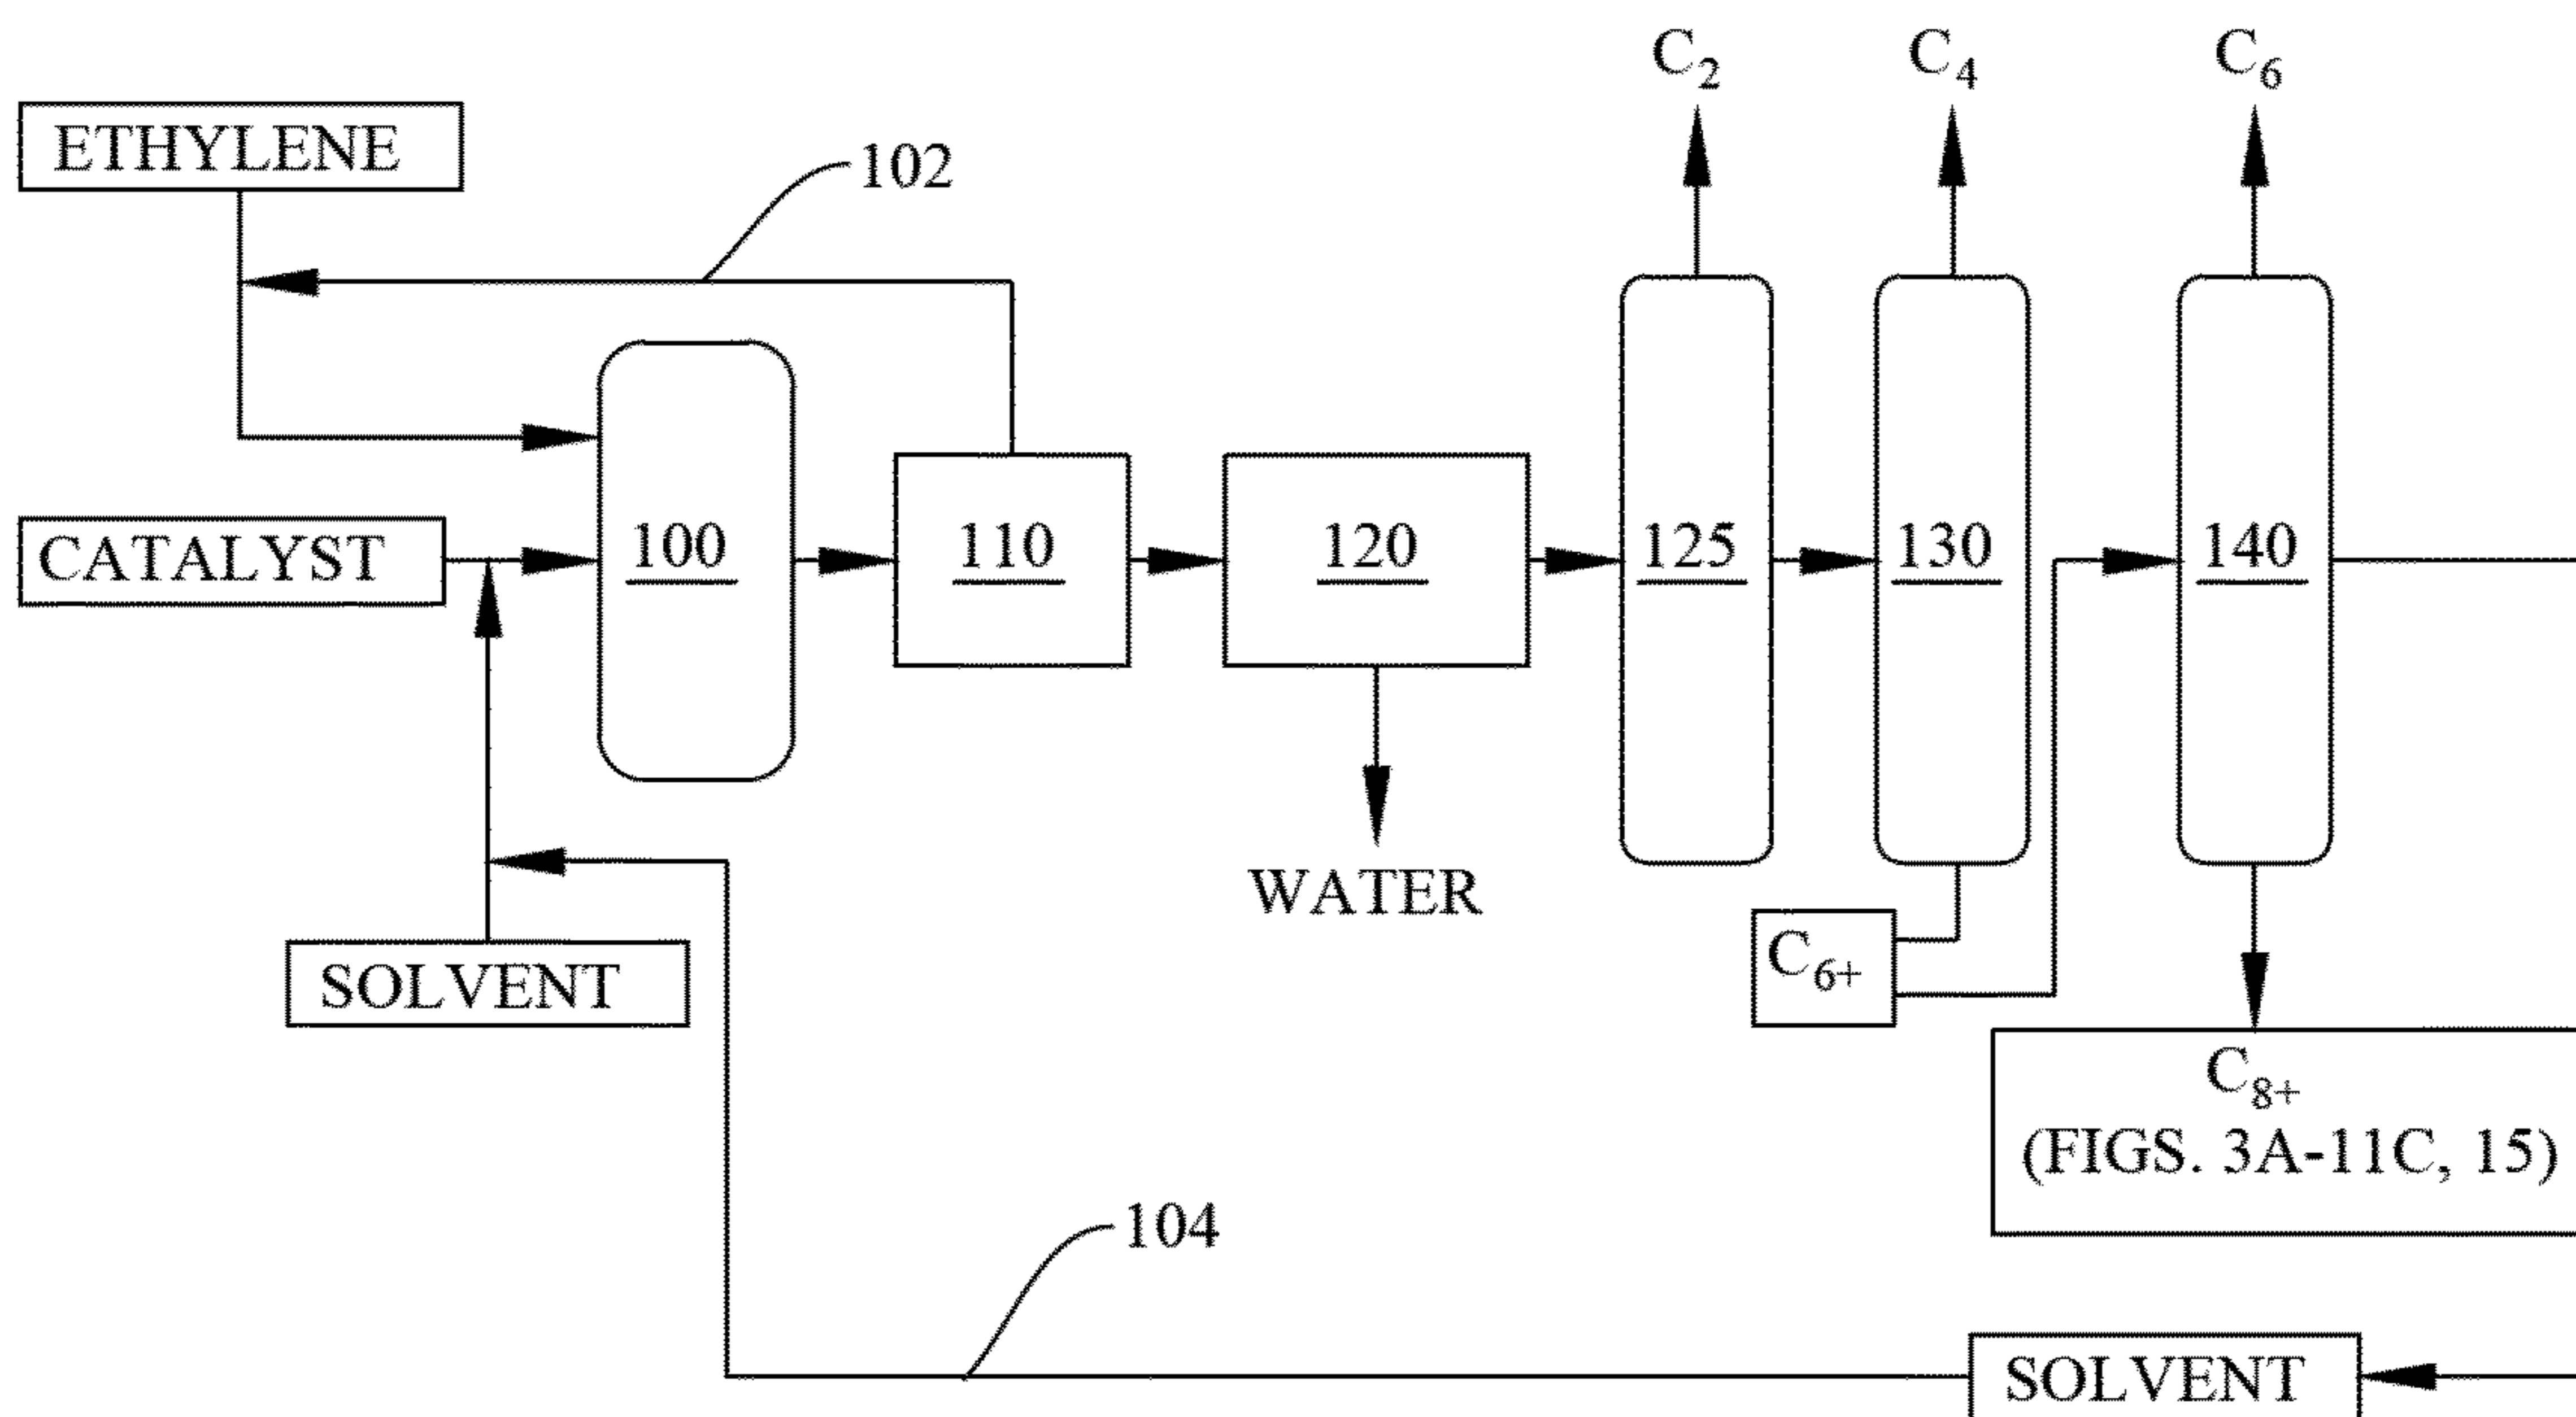 C2 C4 C6
ETHYLENE
102
CATALYST
100
110
120
125
130
140
WATER
C6+
SOLVENT
C8+
(FIGS. 3A-11C, 15)
104
SOLVENT